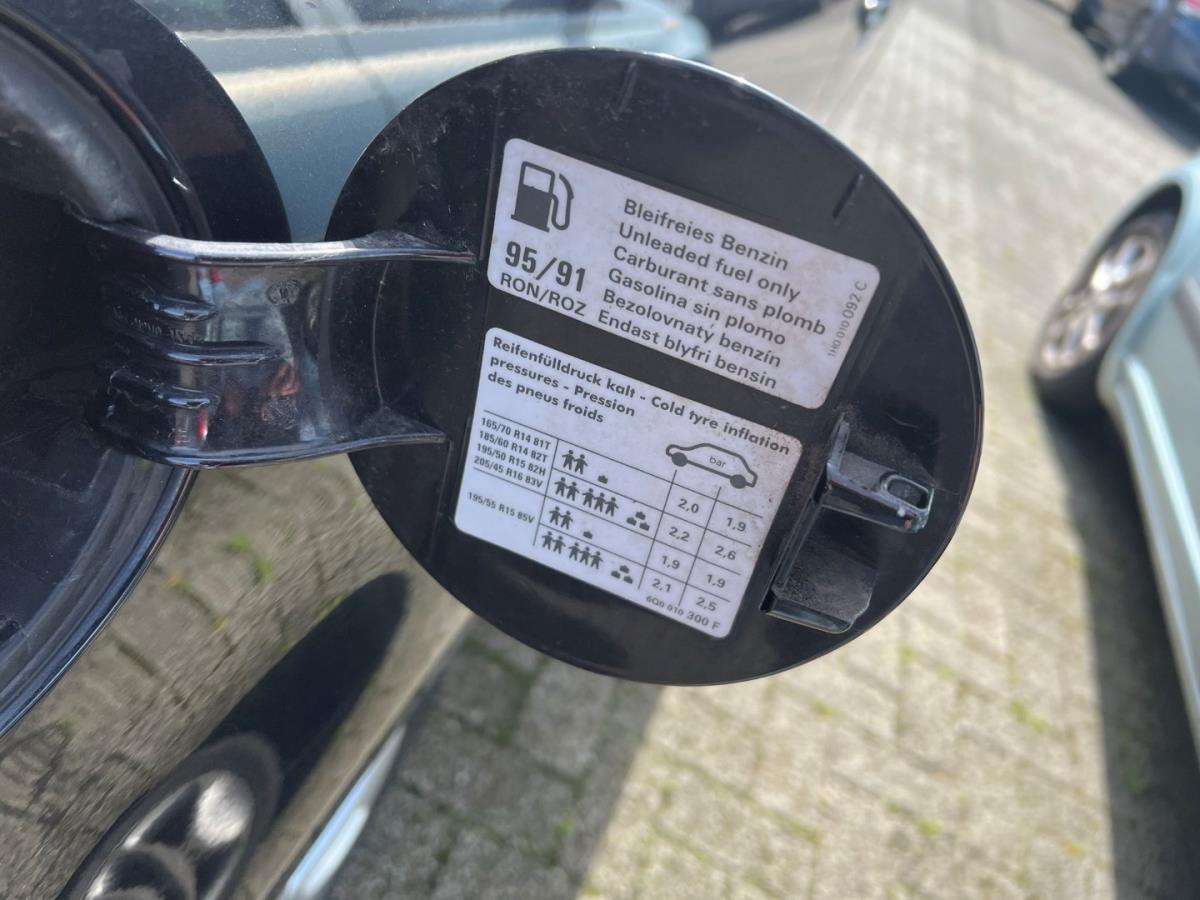 95/91
RON/ROZ
Bleifreies Benzin
Unleaded fuel only
Carburant sans plomb
Gasolina sin plomo
Bezolovnatý benzín
Endast blyfri bensin
1H0 010 092 C
Reifenfülldruck kalt - Cold tyre inflation
pressures - Pression
des pneus froids
bar
165/70 R14 81T
185/60 R14 82T
195/50 R15 82H
205/45 R16 83V
2,0 1,9
2,2 2,6
195/55 R15 85V
1,9 1,9
2,1 2,5
6Q0 010 300 F